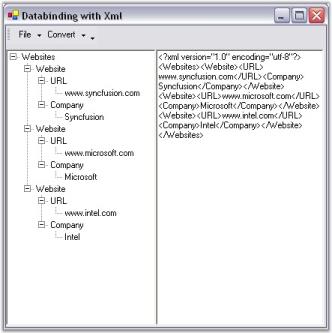 Databinding with Xml
File Convert
Websites
Website
URL
www.syncfusion.com
Company
Syncfusion
Website
URL
www.microsoft.com
Company
Microsoft
Website
URL
www.intel.com
Company
Intel
<?xml version="1.0" encoding="utf-8"?>
<Websites><Website><URL>
www.syncfusion.com</URL><Company>
Syncfusion</Company></Website>
<Website><URL>www.microsoft.com</URL>
<Company>Microsoft</Company></Website>
<Website><URL>www.intel.com</URL>
<Company>Intel</Company></Website>
</Websites>